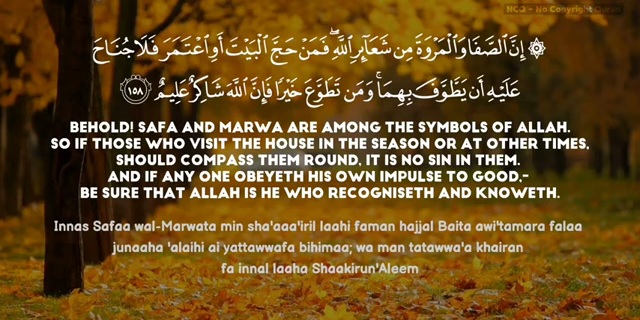 NCQ - No Copyright Quran
۞ إِنَّ ٱلصَّفَا وَٱلْمَرْوَةَ مِن شَعَآئِرِ ٱللَّهِ ۖ فَمَنْ حَجَّ ٱلْبَيْتَ أَوِ ٱعْتَمَرَ فَلَا جُنَاحَ
عَلَيْهِ أَن يَطَّوَّفَ بِهِمَا ۚ وَمَن تَطَوَّعَ خَيْرًا فَإِنَّ ٱللَّهَ شَاكِرٌ عَلِيمٌ ١٥٨
BEHOLD! SAFA AND MARWA ARE AMONG THE SYMBOLS OF ALLAH.
SO IF THOSE WHO VISIT THE HOUSE IN THE SEASON OR AT OTHER TIMES,
SHOULD COMPASS THEM ROUND, IT IS NO SIN IN THEM.
AND IF ANY ONE OBEYETH HIS OWN IMPULSE TO GOOD,-
BE SURE THAT ALLAH IS HE WHO RECOGNISETH AND KNOWETH.
Innas Safaa wal-Marwata min sha'aaa'iril laahi faman hajjal Baita awi'tamara falaa
junaaha 'alaihi ai yattawwafa bihimaa; wa man tatawwa'a khairan
fa innal laaha Shaakirun'Aleem